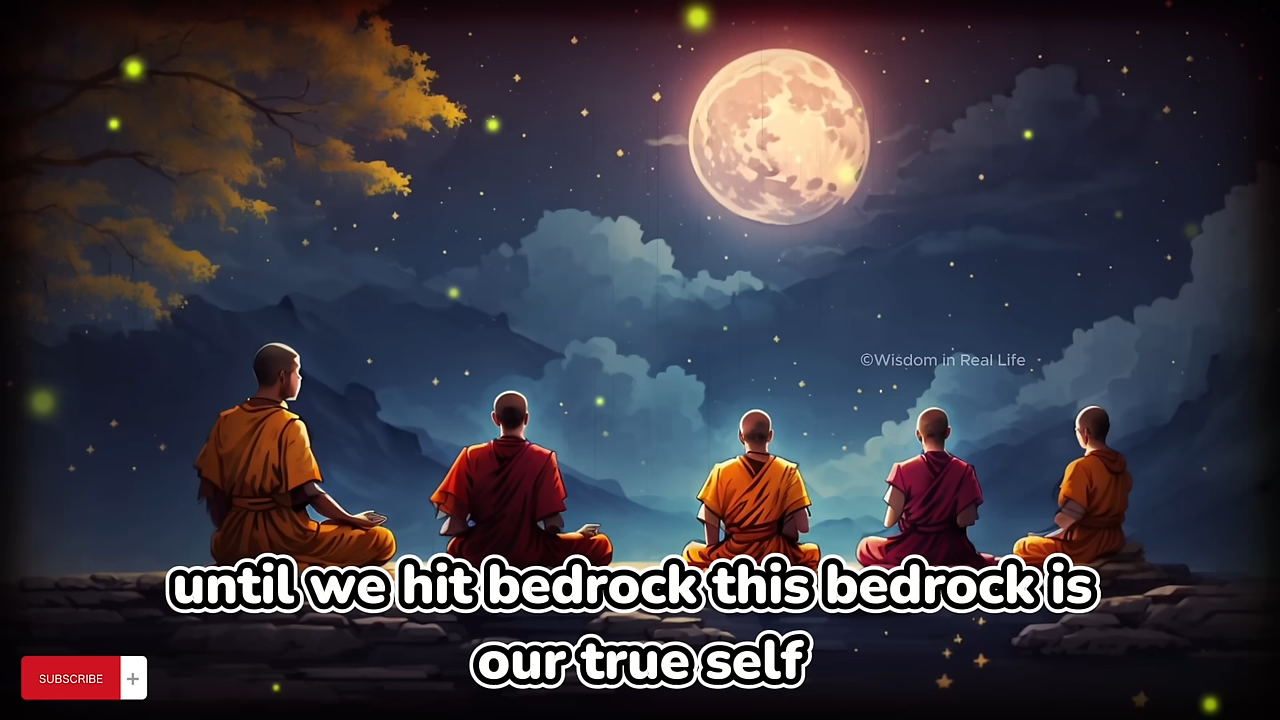 ©Wisdom in Real Life
until we hit bedrock this bedrock is
our true self
SUBSCRIBE +